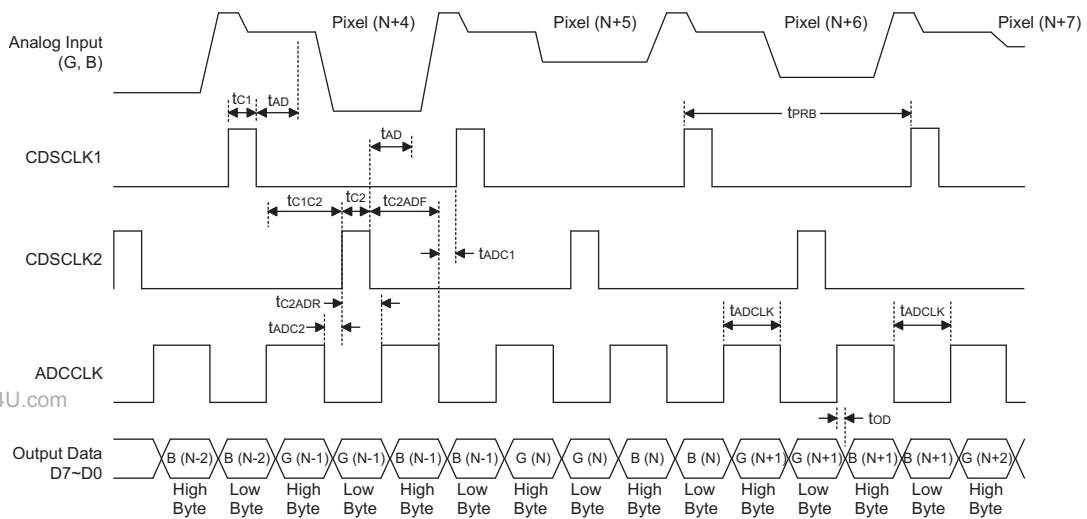 Pixel (N+4) Pixel (N+5) Pixel (N+6) Pixel (N+7)
Analog Input
(G, B)
tC1 tAD
tPRB
tAD
CDSCLK1
tC1C2 tC2 tC2ADF
tADC1
CDSCLK2
tC2ADR
tADCLK tADCLK
tADC2
ADCCLK
4U.com
tOD
Output Data
D7~D0
B (N-2) B (N-2) G (N-1) G (N-1) B (N-1) B (N-1) G (N) G (N) B (N) B (N) G (N+1) G (N+1) B (N+1) B (N+1) G (N+2)
High Low High Low High Low High Low High Low High Low High Low High
Byte Byte Byte Byte Byte Byte Byte Byte Byte Byte Byte Byte Byte Byte Byte